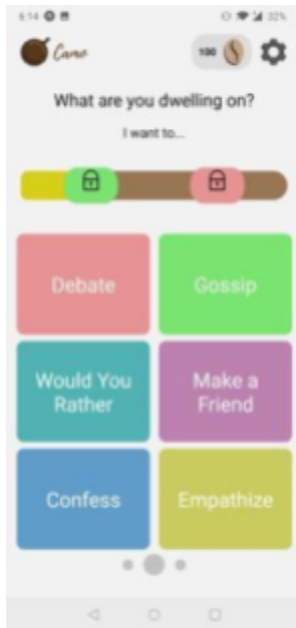 6:14
32%
Camo
100
What are you dwelling on?
I want to...
Debate
Gossip
Would You
Rather
Make a
Friend
Confess
Empathize